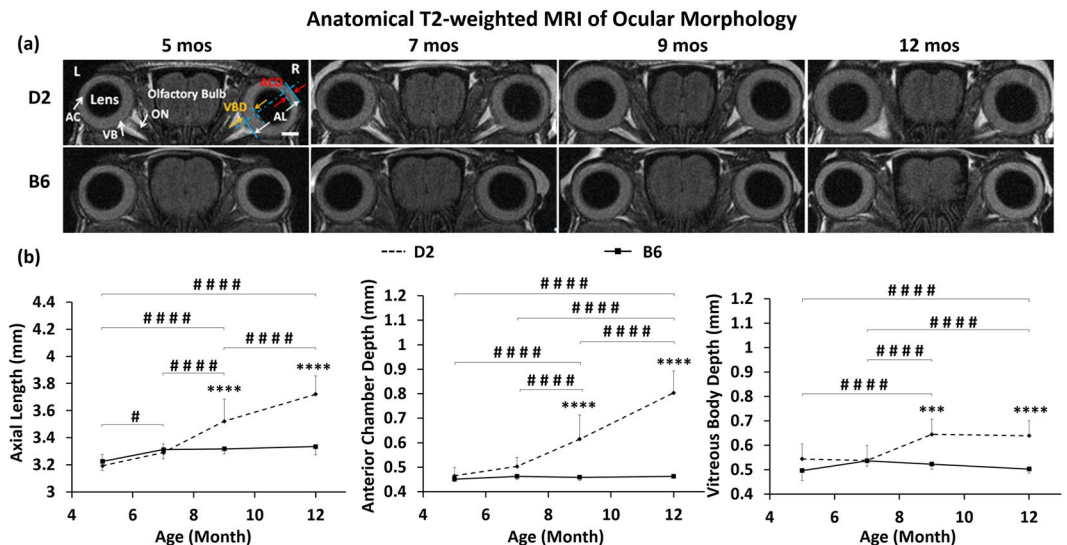 Anatomical T2-weighted MRI of Ocular Morphology
(a)
5 mos 7 mos 9 mos 12 mos
D2
L R
Lens Olfactory Bulb ACD
AC ON VBD AL
VB
B6
(b)
D2 B6
Axial Length (mm)
4.4
4.2
4
3.8
3.6
3.4
3.2
3
# # # #
# # # #
# # # #
# # # #
#
****
****
4 6 8 10 12
Age (Month)
Anterior Chamber Depth (mm)
1.2
1.1
1
0.9
0.8
0.7
0.6
0.5
0.4
# # # #
# # # #
# # # #
# # # #
# # # #
****
****
4 6 8 10 12
Age (Month)
Vitreous Body Depth (mm)
1.2
1.1
1
0.9
0.8
0.7
0.6
0.5
0.4
# # # #
# # # #
# # # #
# # # #
***
****
4 6 8 10 12
Age (Month)